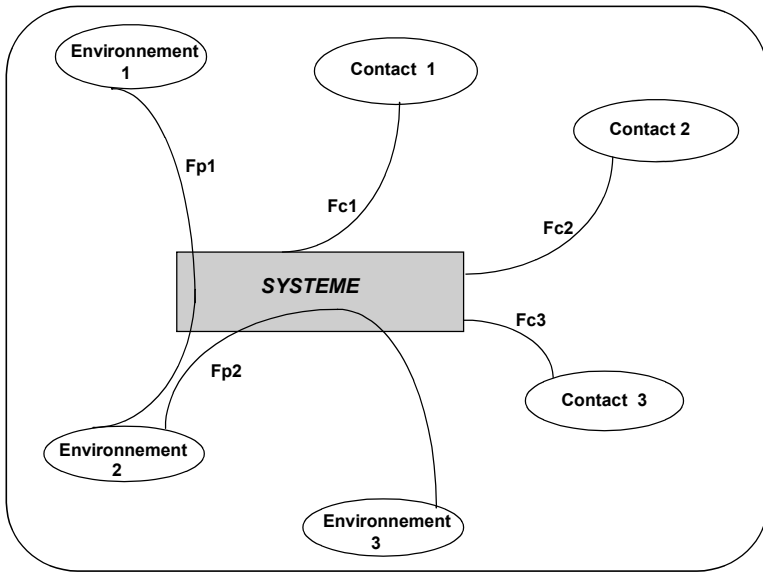 Environnement
1
Contact 1
Contact 2
Fp1
Fc1
Fc2
SYSTEME
Fc3
Fp2
Contact 3
Environnement
2
Environnement
3